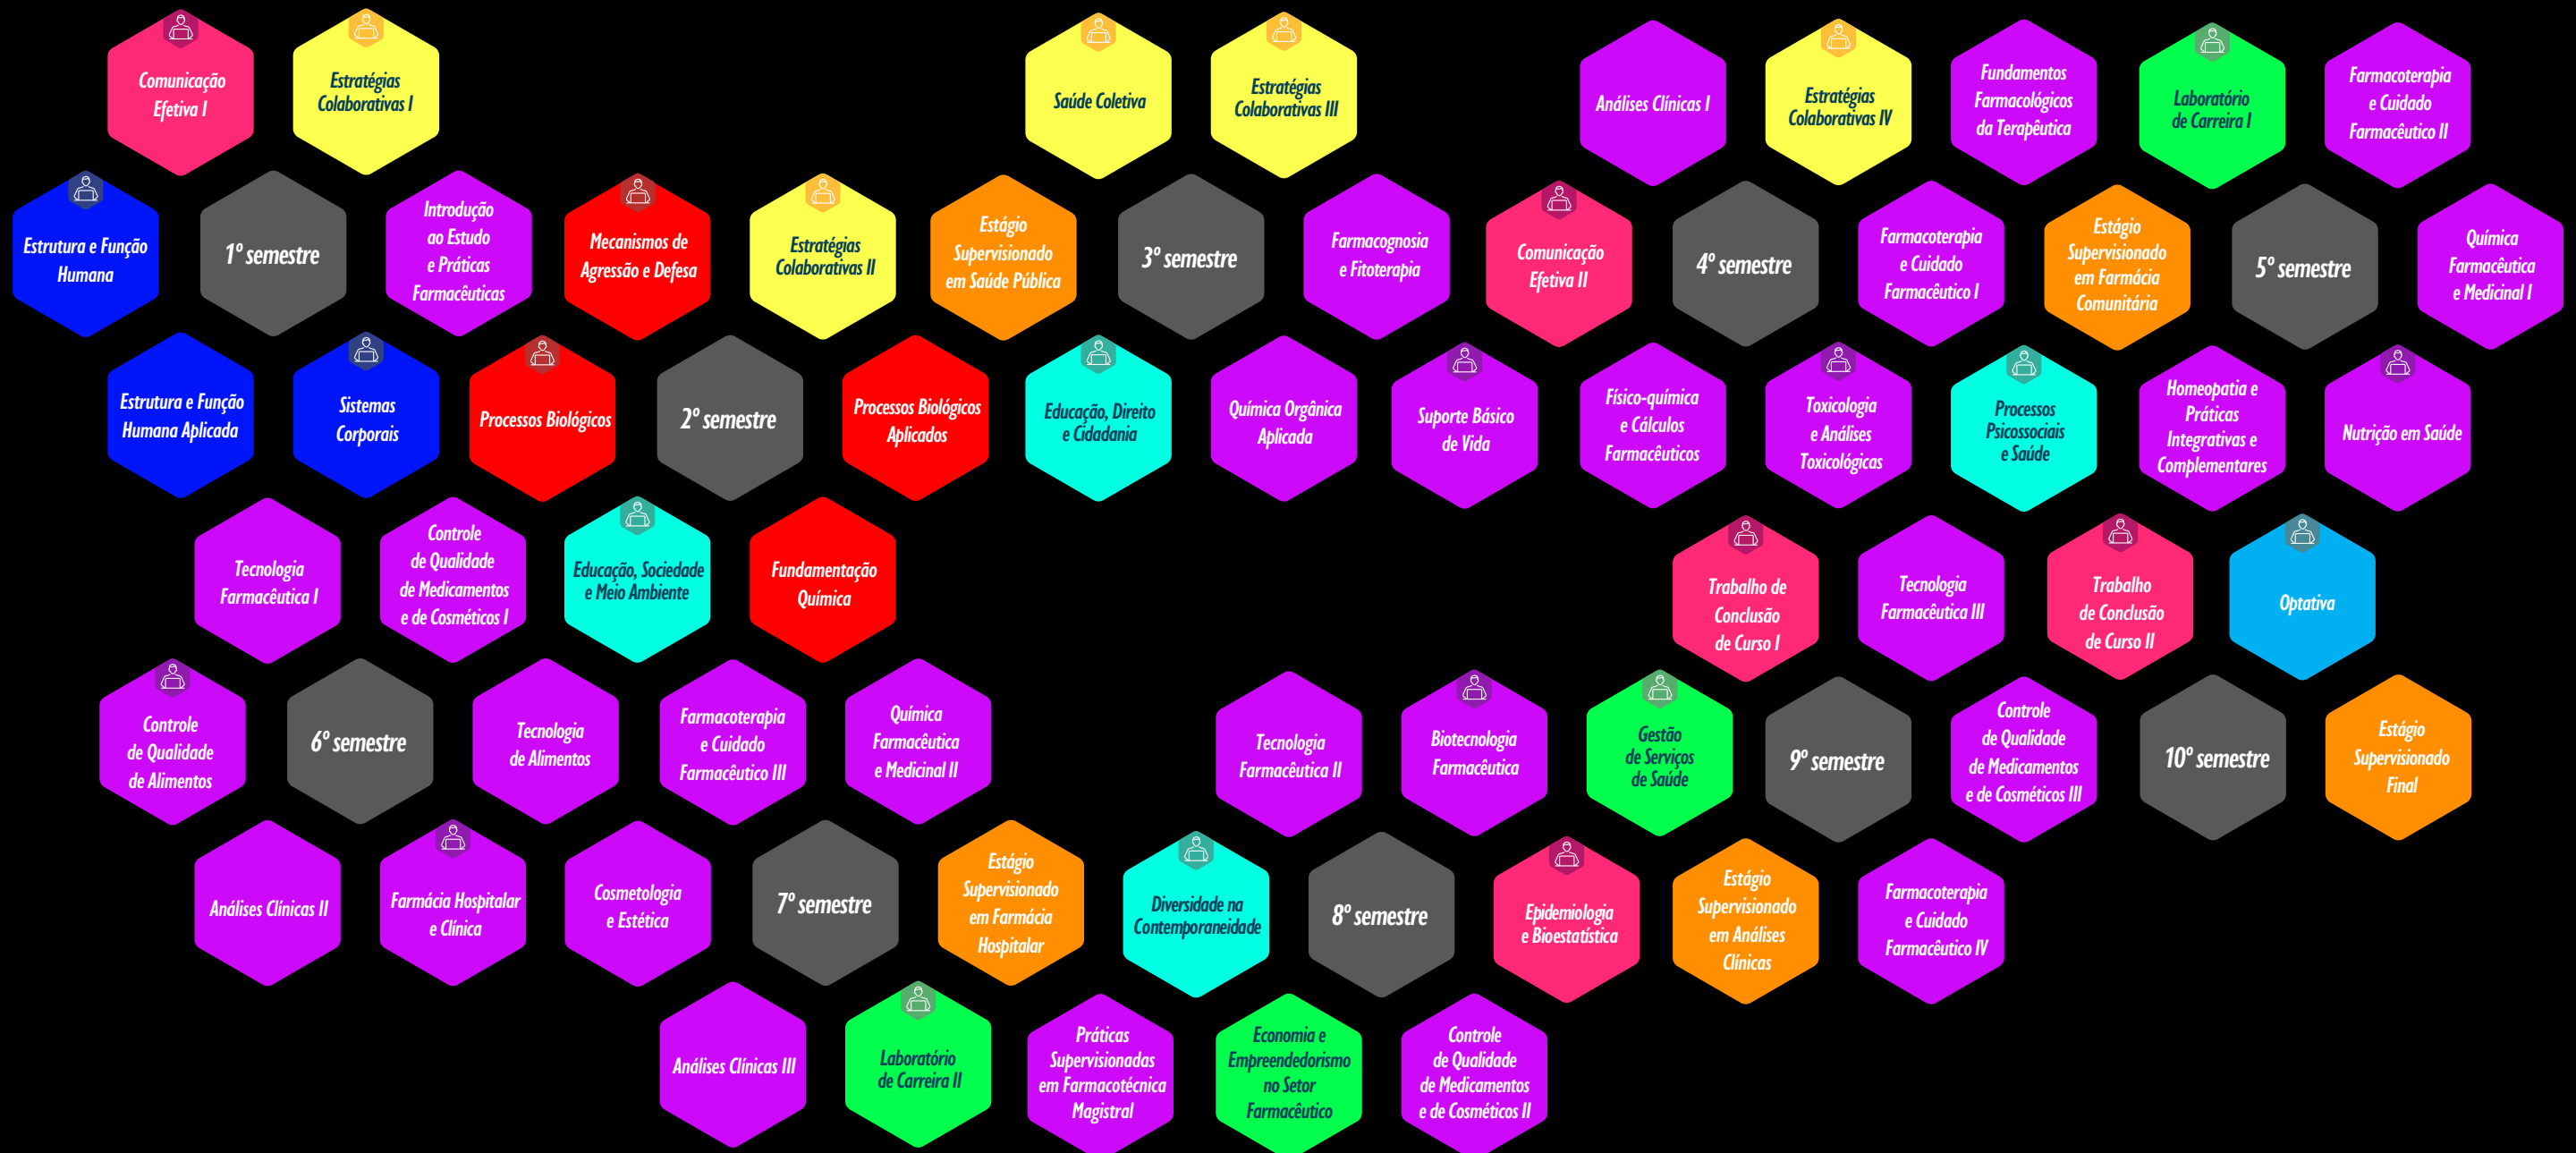 Comunicação
Efetiva I
Estratégias
Colaborativas I
Saúde Coletiva
Estratégias
Colaborativas III
Análises Clínicas I
Estratégias
Colaborativas IV
Fundamentos
Farmacológicos
da Terapêutica
Laboratório
de Carreira I
Farmacoterapia
e Cuidado
Farmacêutico II
Estrutura e Função
Humana
1º semestre
Introdução
ao Estudo
e Práticas
Farmacêuticas
Mecanismos de
Agressão e Defesa
Estratégias
Colaborativas II
Estágio
Supervisionado
em Saúde Pública
3º semestre
Farmacognosia
e Fitoterapia
Comunicação
Efetiva II
4º semestre
Farmacoterapia
e Cuidado
Farmacêutico I
Estágio
Supervisionado
em Farmácia
Comunitária
5º semestre
Química
Farmacêutica
e Medicinal I
Estrutura e Função
Humana Aplicada
Sistemas
Corporais
Processos Biológicos
2º semestre
Processos Biológicos
Aplicados
Educação, Direito
e Cidadania
Química Orgânica
Aplicada
Suporte Básico
de Vida
Físico-química
e Cálculos
Farmacêuticos
Toxicologia
e Análises
Toxicológicas
Processos
Psicossociais
e Saúde
Homeopatia e
Práticas
Integrativas e
Complementares
Nutrição em Saúde
Tecnologia
Farmacêutica I
Controle
de Qualidade
de Medicamentos
e de Cosméticos I
Educação, Sociedade
e Meio Ambiente
Fundamentação
Química
Trabalho de
Conclusão
de Curso I
Tecnologia
Farmacêutica III
Trabalho
de Conclusão
de Curso II
Optativa
Controle
de Qualidade
de Alimentos
6º semestre
Tecnologia
de Alimentos
Farmacoterapia
e Cuidado
Farmacêutico III
Química
Farmacêutica
e Medicinal II
Tecnologia
Farmacêutica II
Biotecnologia
Farmacêutica
Gestão
de Serviços
de Saúde
9º semestre
Controle
de Qualidade
de Medicamentos
e de Cosméticos III
10º semestre
Estágio
Supervisionado
Final
Análises Clínicas II
Farmácia Hospitalar
e Clínica
Cosmetologia
e Estética
7º semestre
Estágio
Supervisionado
em Farmácia
Hospitalar
Diversidade na
Contemporaneidade
8º semestre
Epidemiologia
e Bioestatística
Estágio
Supervisionado
em Análises
Clínicas
Farmacoterapia
e Cuidado
Farmacêutico IV
Análises Clínicas III
Laboratório
de Carreira II
Práticas
Supervisionadas
em Farmacotécnica
Magistral
Economia e
Empreendedorismo
no Setor
Farmacêutico
Controle
de Qualidade
de Medicamentos
e de Cosméticos II